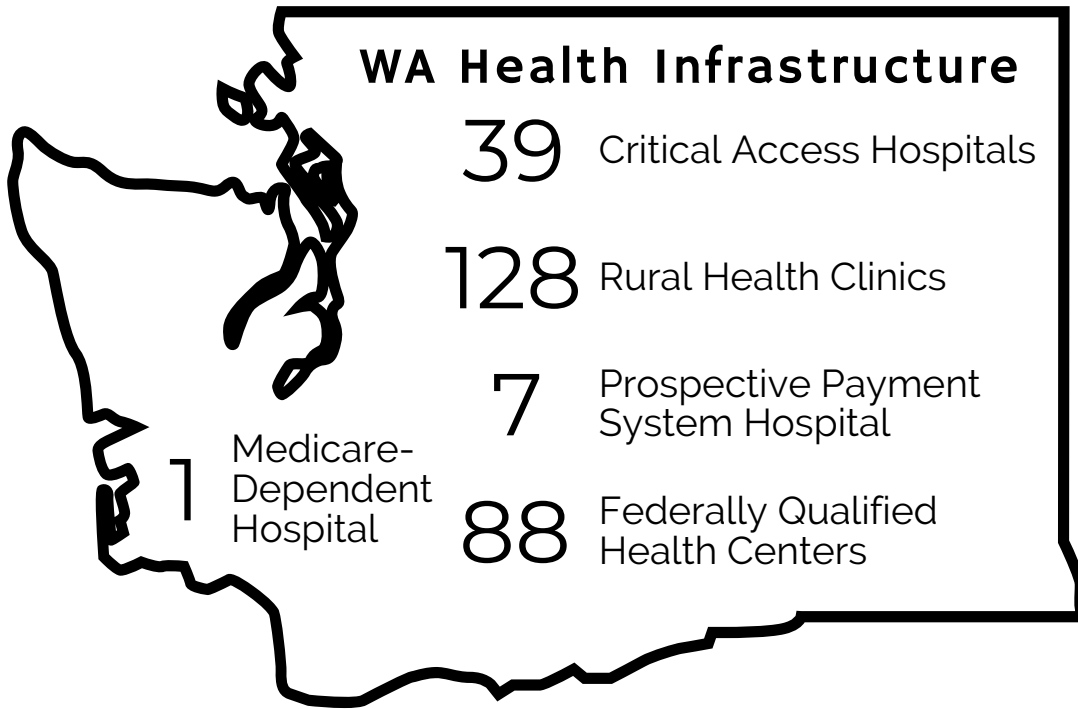 WA Health Infrastructure
39 Critical Access Hospitals
128 Rural Health Clinics
7 Prospective Payment
System Hospital
1 Medicare-
Dependent
Hospital
88 Federally Qualified
Health Centers